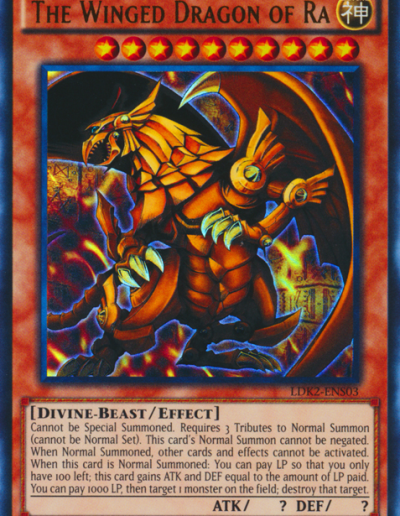 The Winged Dragon of Ra
神
LDK2-ENS03
[Divine-Beast/Effect]
Cannot be Special Summoned. Requires 3 Tributes to Normal Summon
(cannot be Normal Set). This card's Normal Summon cannot be negated.
When Normal Summoned, other cards and effects cannot be activated.
When this card is Normal Summoned: You can pay LP so that you only
have 100 left; this card gains ATK and DEF equal to the amount of LP paid.
You can pay 1000 LP, then target 1 monster on the field; destroy that target.
ATK/ ? DEF/ ?